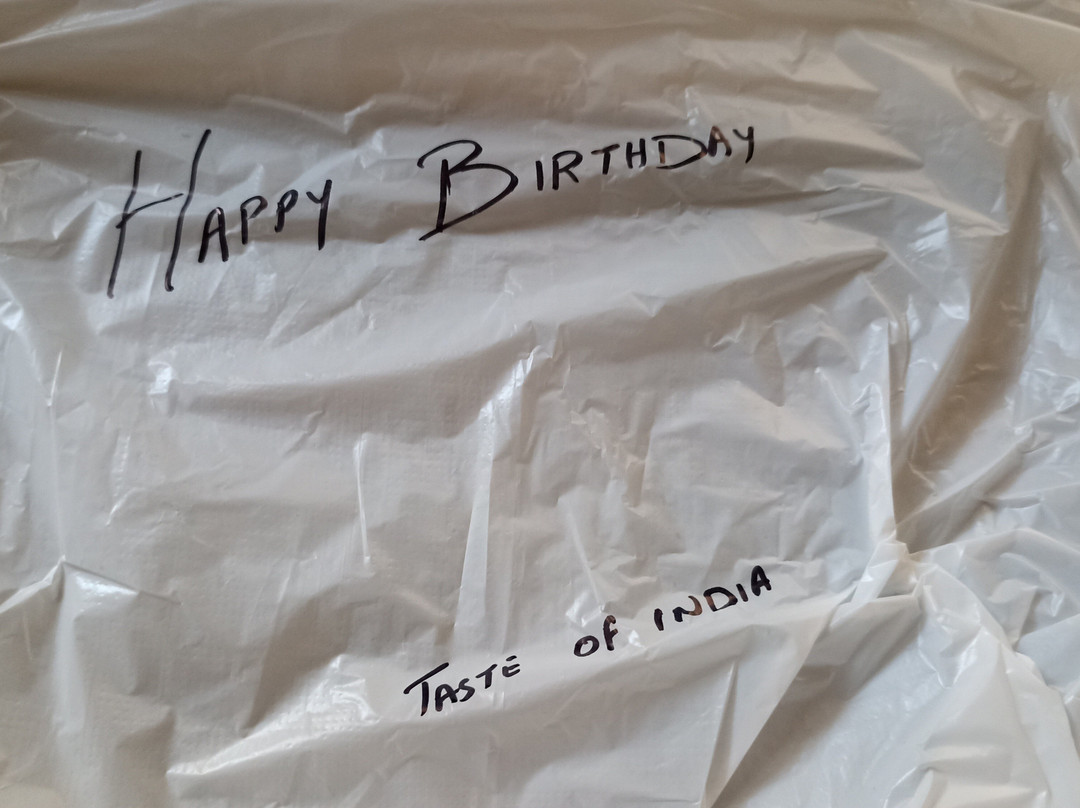 Happy Birthday
Taste of India